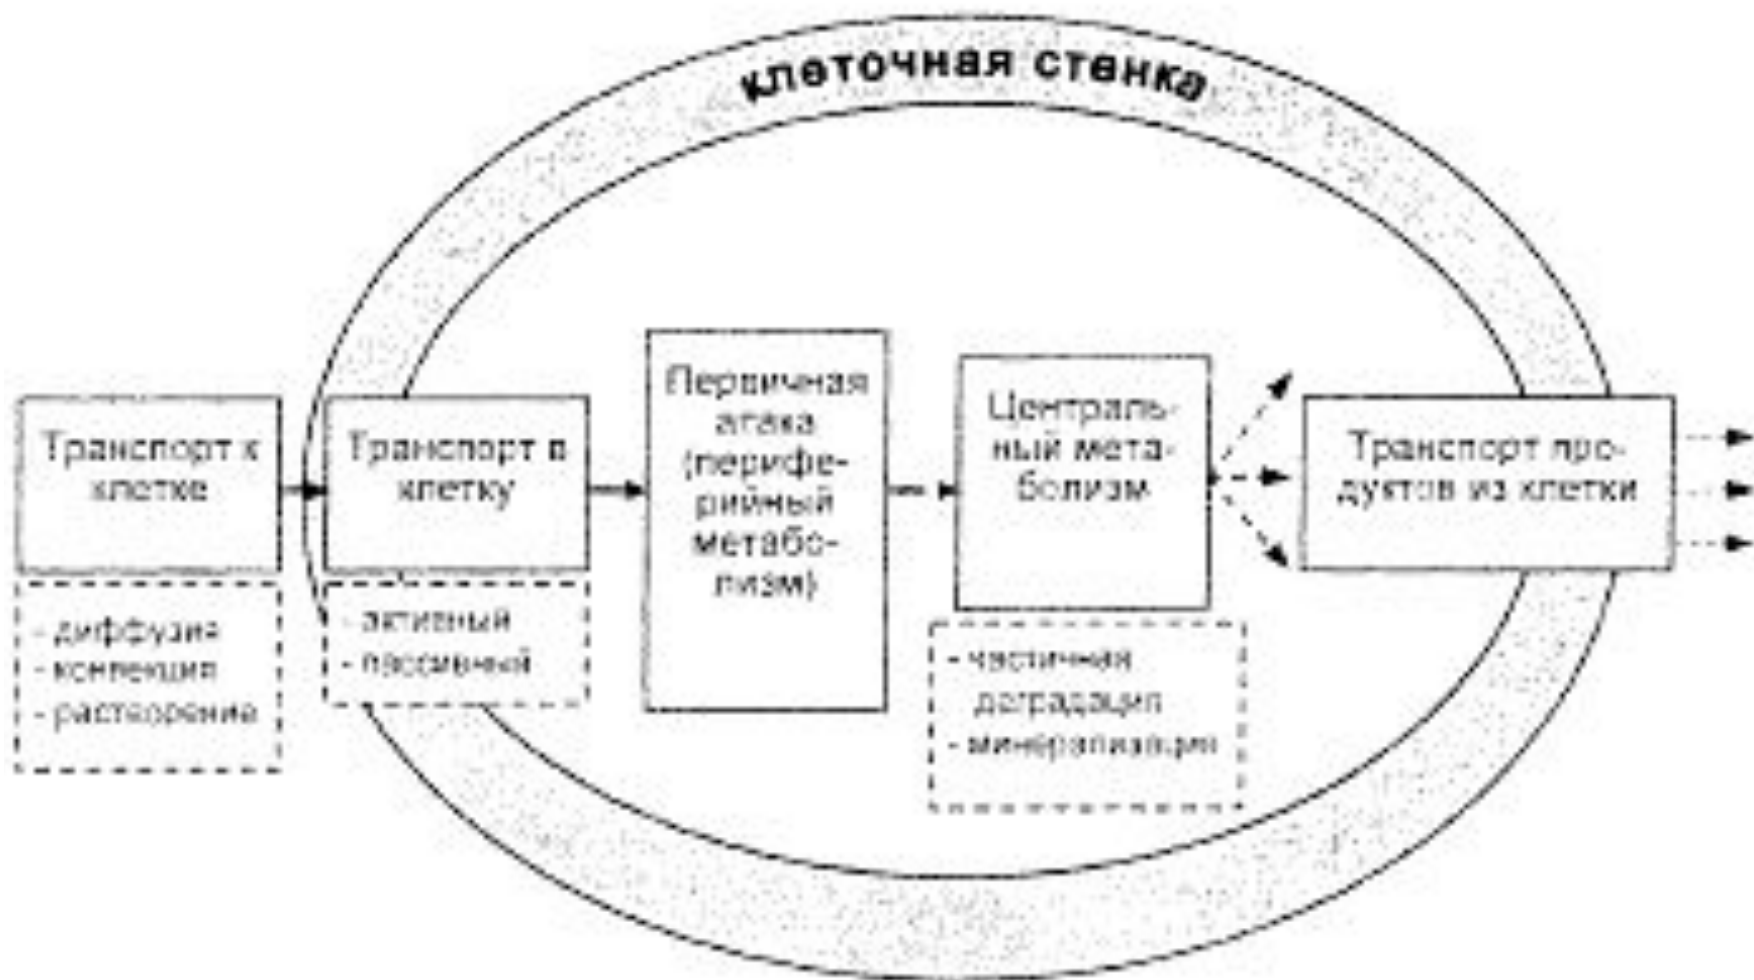 клеточная стенка
Транспорт к
клетке
- диффузия
- конвекция
- растворение
Транспорт в
клетку
- активный
- пассивный
Первичная
атака
(перифе-
рийный
метабо-
лизм)
Централь-
ный мета-
болизм
- частичная
деградация
- минерализация
Транспорт про-
дуктов из клетки